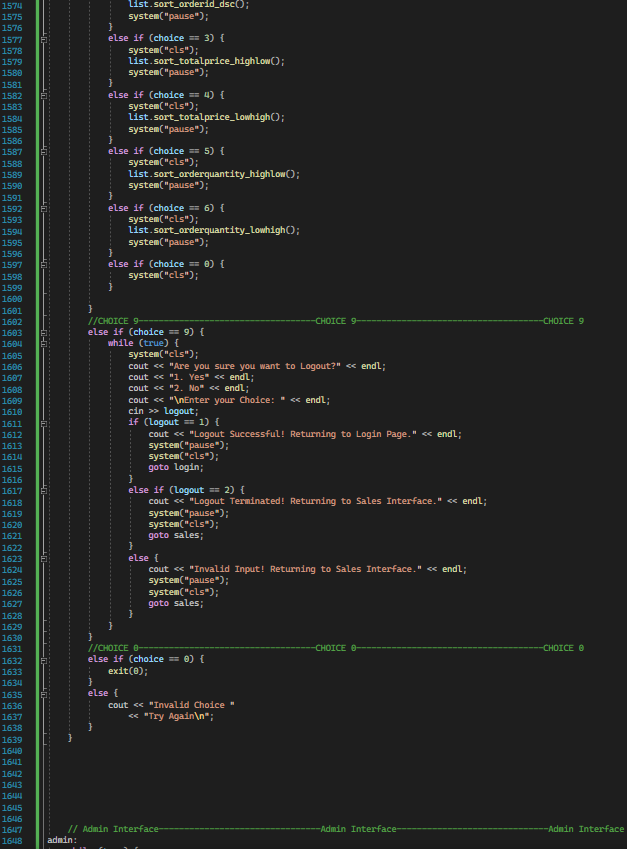 1574 list.sort_orderid_dsc();
1575 system("pause");
1576 }
1577 else if (choice == 3) {
1578 system("cls");
1579 list.sort_totalprice_highlow();
1580 system("pause");
1581 }
1582 else if (choice == 4) {
1583 system("cls");
1584 list.sort_totalprice_lowhigh();
1585 system("pause");
1586 }
1587 else if (choice == 5) {
1588 system("cls");
1589 list.sort_orderquantity_highlow();
1590 system("pause");
1591 }
1592 else if (choice == 6) {
1593 system("cls");
1594 list.sort_orderquantity_lowhigh();
1595 system("pause");
1596 }
1597 else if (choice == 0) {
1598 system("cls");
1599 }
1600
1601 }
1602 //CHOICE 9-----------------------------------CHOICE 9-------------------------------------CHOICE 9
1603 else if (choice == 9) {
1604 while (true) {
1605 system("cls");
1606 cout << "Are you sure you want to Logout?" << endl;
1607 cout << "1. Yes" << endl;
1608 cout << "2. No" << endl;
1609 cout << "\nEnter your Choice: " << endl;
1610 cin >> logout;
1611 if (logout == 1) {
1612 cout << "Logout Successful! Returning to Login Page." << endl;
1613 system("pause");
1614 system("cls");
1615 goto login;
1616 }
1617 else if (logout == 2) {
1618 cout << "Logout Terminated! Returning to Sales Interface." << endl;
1619 system("pause");
1620 system("cls");
1621 goto sales;
1622 }
1623 else {
1624 cout << "Invalid Input! Returning to Sales Interface." << endl;
1625 system("pause");
1626 system("cls");
1627 goto sales;
1628 }
1629 }
1630 }
1631 //CHOICE 0-----------------------------------CHOICE 0-------------------------------------CHOICE 0
1632 else if (choice == 0) {
1633 exit(0);
1634 }
1635 else {
1636 cout << "Invalid Choice "
1637 << "Try Again\n";
1638 }
1639 }
1640
1641
1642
1643
1644
1645
1646
1647 // Admin Interface--------------------------------Admin Interface------------------------------Admin Interface
1648 admin: